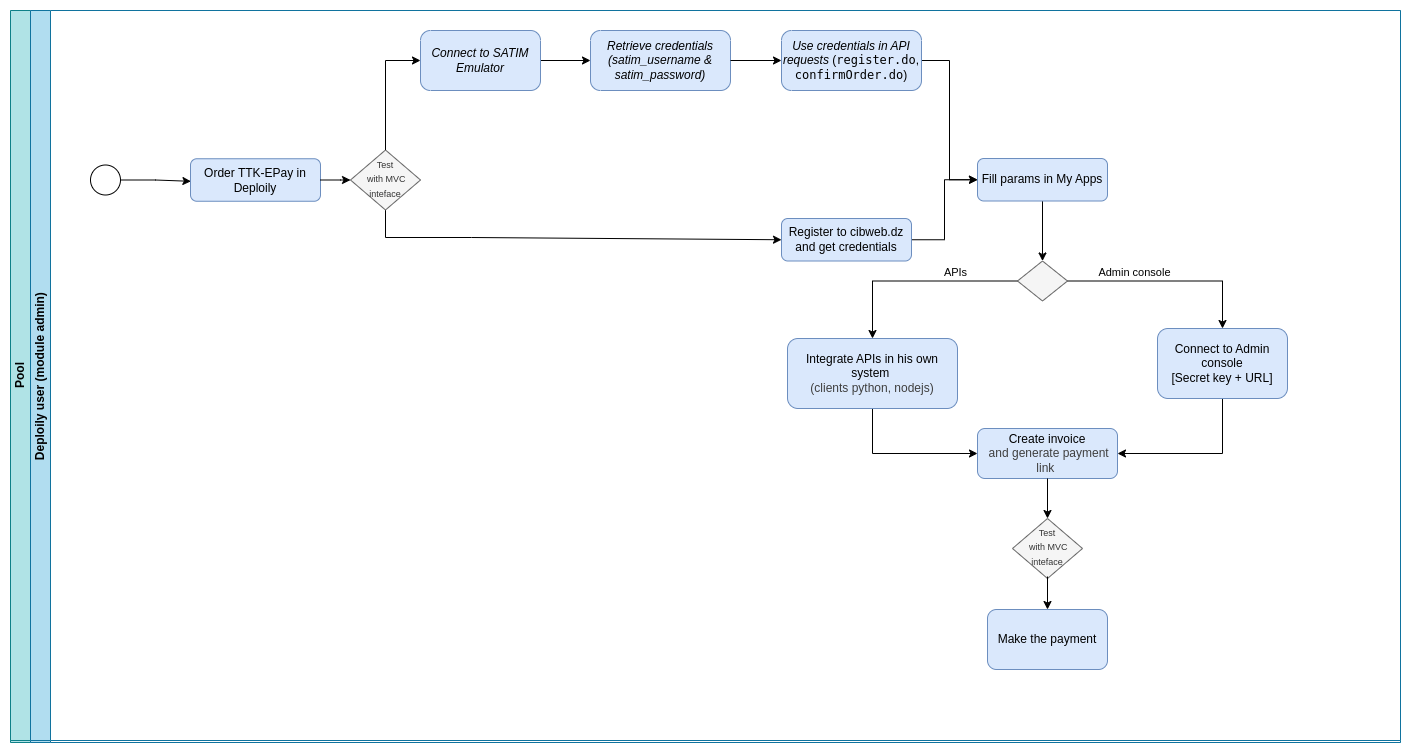 Pool
Deploily user (module admin)
Connect to SATIM
Emulator
Retrieve credentials
(satim_username &
satim_password)
Use credentials in API
requests (register.do,
confirmOrder.do)
Order TTK-EPay in
Deploily
Test
with MVC
inteface
Fill params in My Apps
Register to cibweb.dz
and get credentials
APIs
Admin console
Integrate APIs in his own
system
(clients python, nodejs)
Connect to Admin
console
[Secret key + URL]
Create invoice
and generate payment
link
Test
with MVC
inteface
Make the payment